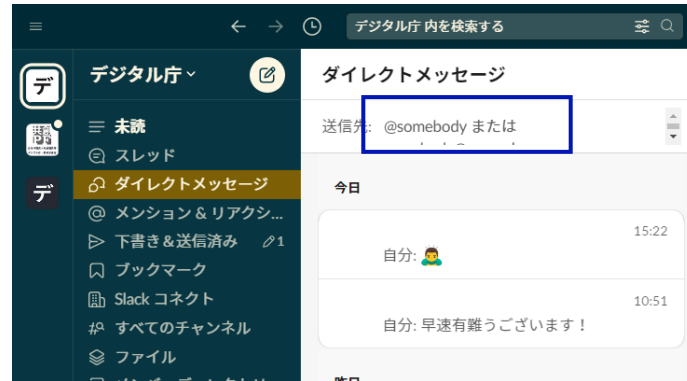 デジタル庁 内を検索する
デ
デ
デジタル庁
未読
スレッド
ダイレクトメッセージ
@ メンション & リアクシ...
下書き & 送信済み 1
ブックマーク
Slack コネクト
すべてのチャンネル
ファイル
ダイレクトメッセージ
送信先: @somebody または
今日
15:22
自分: 🙇
10:51
自分: 早速有難うございます！